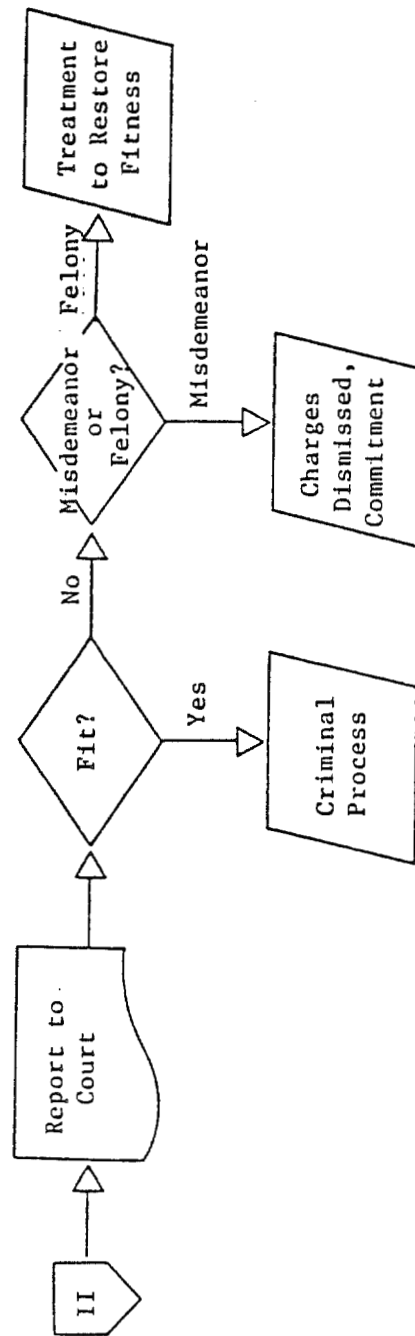 II
Report to
Court
Fit?
No
Yes
Criminal
Process
Misdemeanor
or
Felony?
Felony
Misdemeanor
Treatment
to Restore
Fitness
Charges
Dismissed,
Commitment